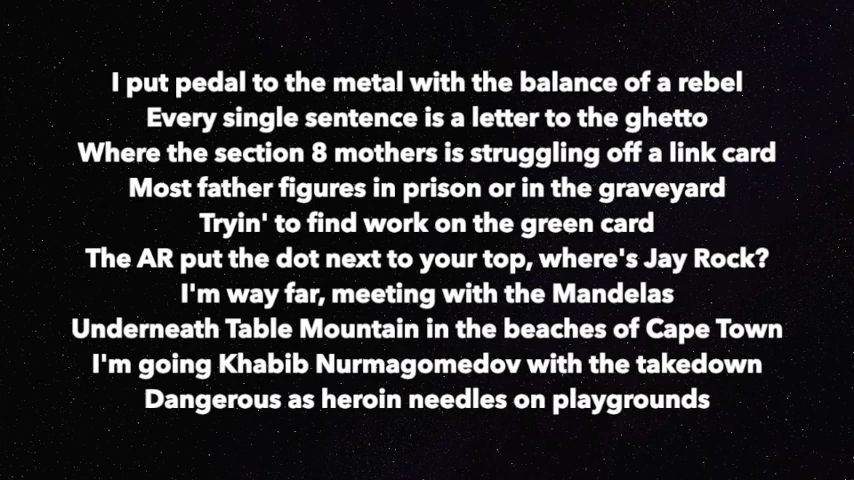 I put pedal to the metal with the balance of a rebel
Every single sentence is a letter to the ghetto
Where the section 8 mothers is struggling off a link card
Most father figures in prison or in the graveyard
Tryin' to find work on the green card
The AR put the dot next to your top, where's Jay Rock?
I'm way far, meeting with the Mandelas
Underneath Table Mountain in the beaches of Cape Town
I'm going Khabib Nurmagomedov with the takedown
Dangerous as heroin needles on playgrounds